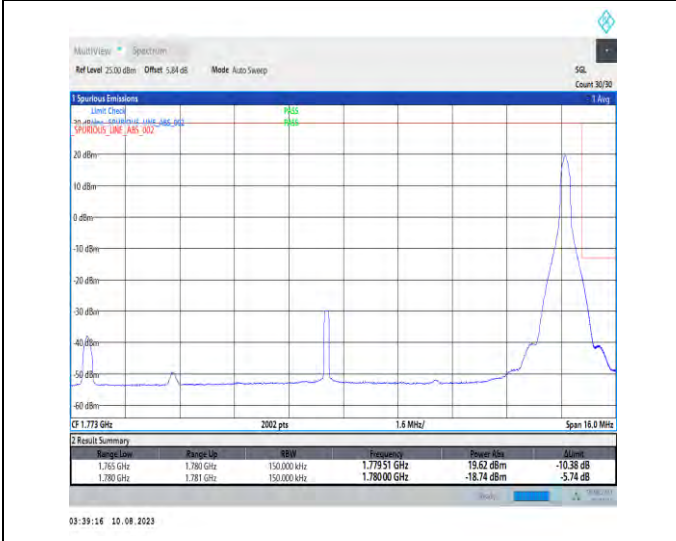 MultiView Spectrum
Ref Level 25.00 dBm Offset 5.84 dB Mode Auto Sweep SGL
Count 30/30
1 Spurious Emissions 1 Avg
Limit Check PASS
SPURIOUS_LINE_ABS_002 PASS
SPURIOUS_LINE_ABS_002
20 dBm
10 dBm
0 dBm
-10 dBm
-20 dBm
-30 dBm
-40 dBm
-50 dBm
-60 dBm
CF 1.773 GHz 2002 pts 1.6 MHz/ Span 16.0 MHz
2 Result Summary
Range Low Range Up RBW Frequency Power Abs ΔLimit
1.765 GHz 1.780 GHz 150.000 kHz 1.77951 GHz 19.62 dBm -10.38 dB
1.780 GHz 1.781 GHz 150.000 kHz 1.78000 GHz -18.74 dBm -5.74 dB
Ready
03:39:16 10.08.2023